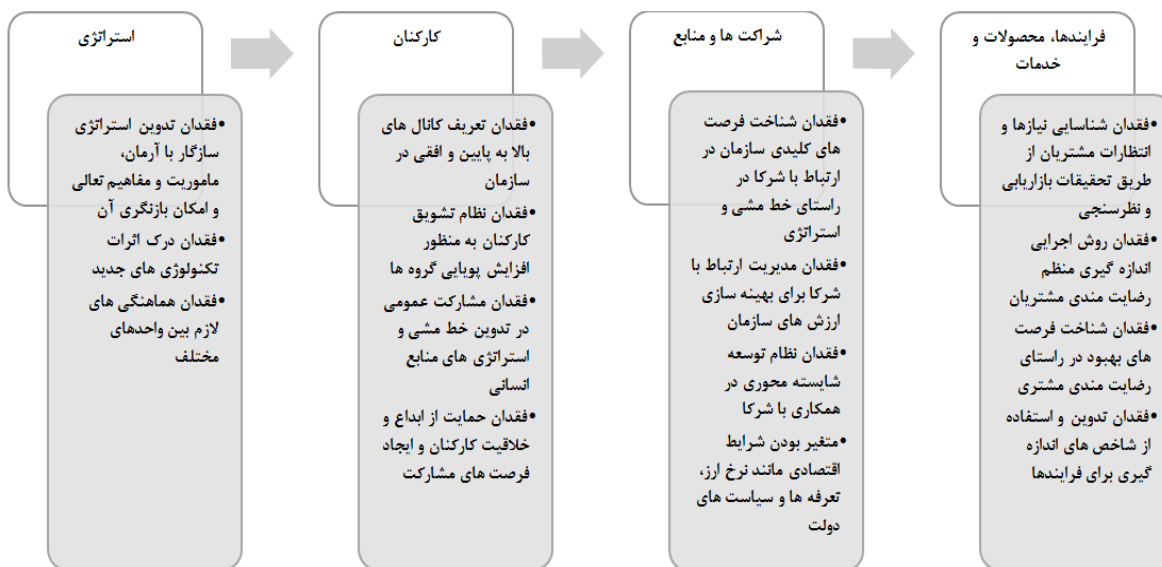 استراتژی
•فقدان تدوین استراتژی
سازگار با آرمان،
ماموریت و مفاهیم تعالی
و امکان بازنگری آن
•فقدان درک اثرات
تکنولوژی های جدید
•فقدان هماهنگی های
لازم بین واحدهای
مختلف
کارکنان
•فقدان تعریف کانال های
بالا به پایین و افقی در
سازمان
•فقدان نظام تشویق
کارکنان به منظور
افزایش پویایی گروه ها
•فقدان مشارکت عمومی
در تدوین خط مشی و
استراتژی های منابع
انسانی
•فقدان حمایت از ابداع و
خلاقیت کارکنان و ایجاد
فرصت های مشارکت
شراکت ها و منابع
•فقدان شناخت فرصت
های کلیدی سازمان در
ارتباط با شرکا در
راستای خط مشی و
استراتژی
•فقدان مدیریت ارتباط با
شرکا برای بهینه سازی
ارزش های سازمان
•فقدان نظام توسعه
شایسته محوری در
همکاری با شرکا
•متغیر بودن شرایط
اقتصادی مانند نرخ ارز،
تعرفه ها و سیاست های
دولت
فرایندها، محصولات و
خدمات
•فقدان شناسایی نیازها و
انتظارات مشتریان از
طریق تحقیقات بازاریابی
و نظرسنجی
•فقدان روش اجرایی
اندازه گیری منظم
رضایت مندی مشتریان
•فقدان شناخت فرصت
های بهبود در راستای
رضایت مندی مشتری
•فقدان تدوین و استفاده
از شاخص های اندازه
گیری برای فرایندها